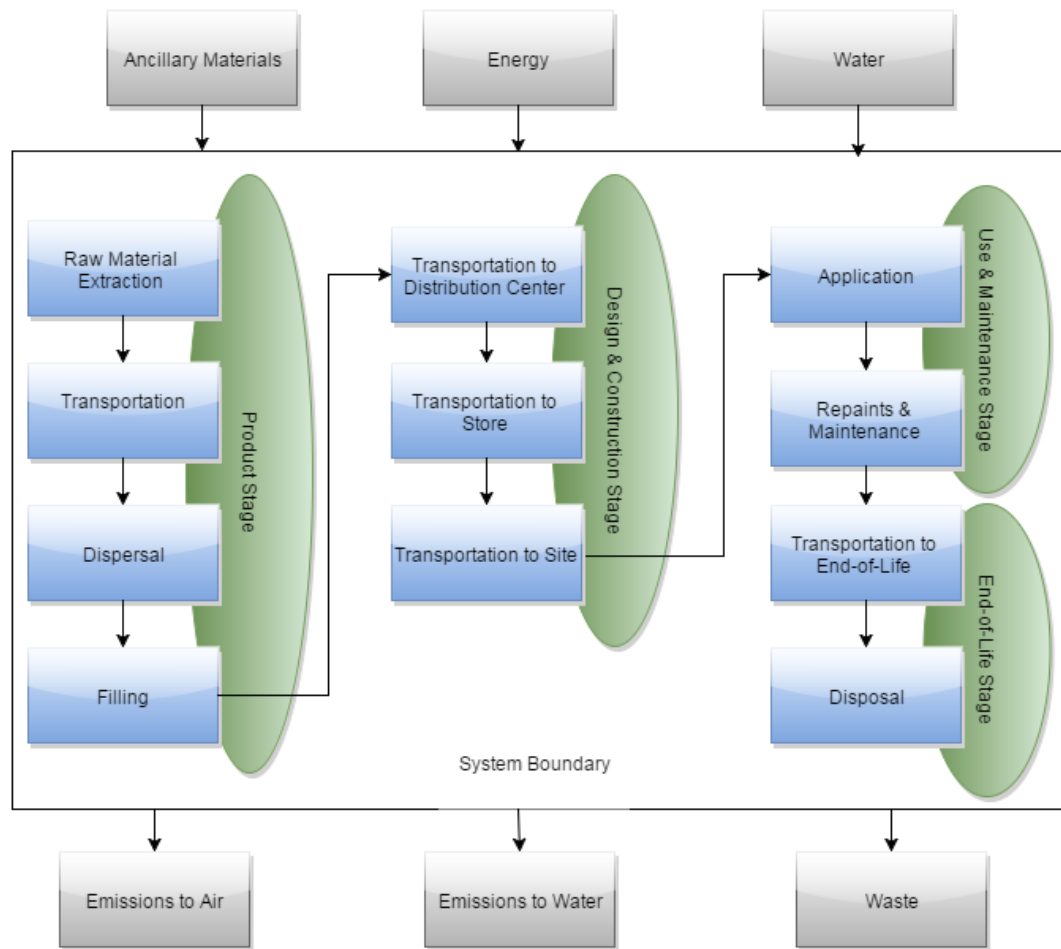 Ancillary Materials
Energy
Water
Raw Material
Extraction
Transportation
Dispersal
Filling
Product Stage
Transportation to
Distribution Center
Transportation to
Store
Transportation to Site
Design & Construction Stage
Application
Repaints &
Maintenance
Use & Maintenance Stage
Transportation to
End-of-Life
Disposal
End-of-Life Stage
System Boundary
Emissions to Air
Emissions to Water
Waste